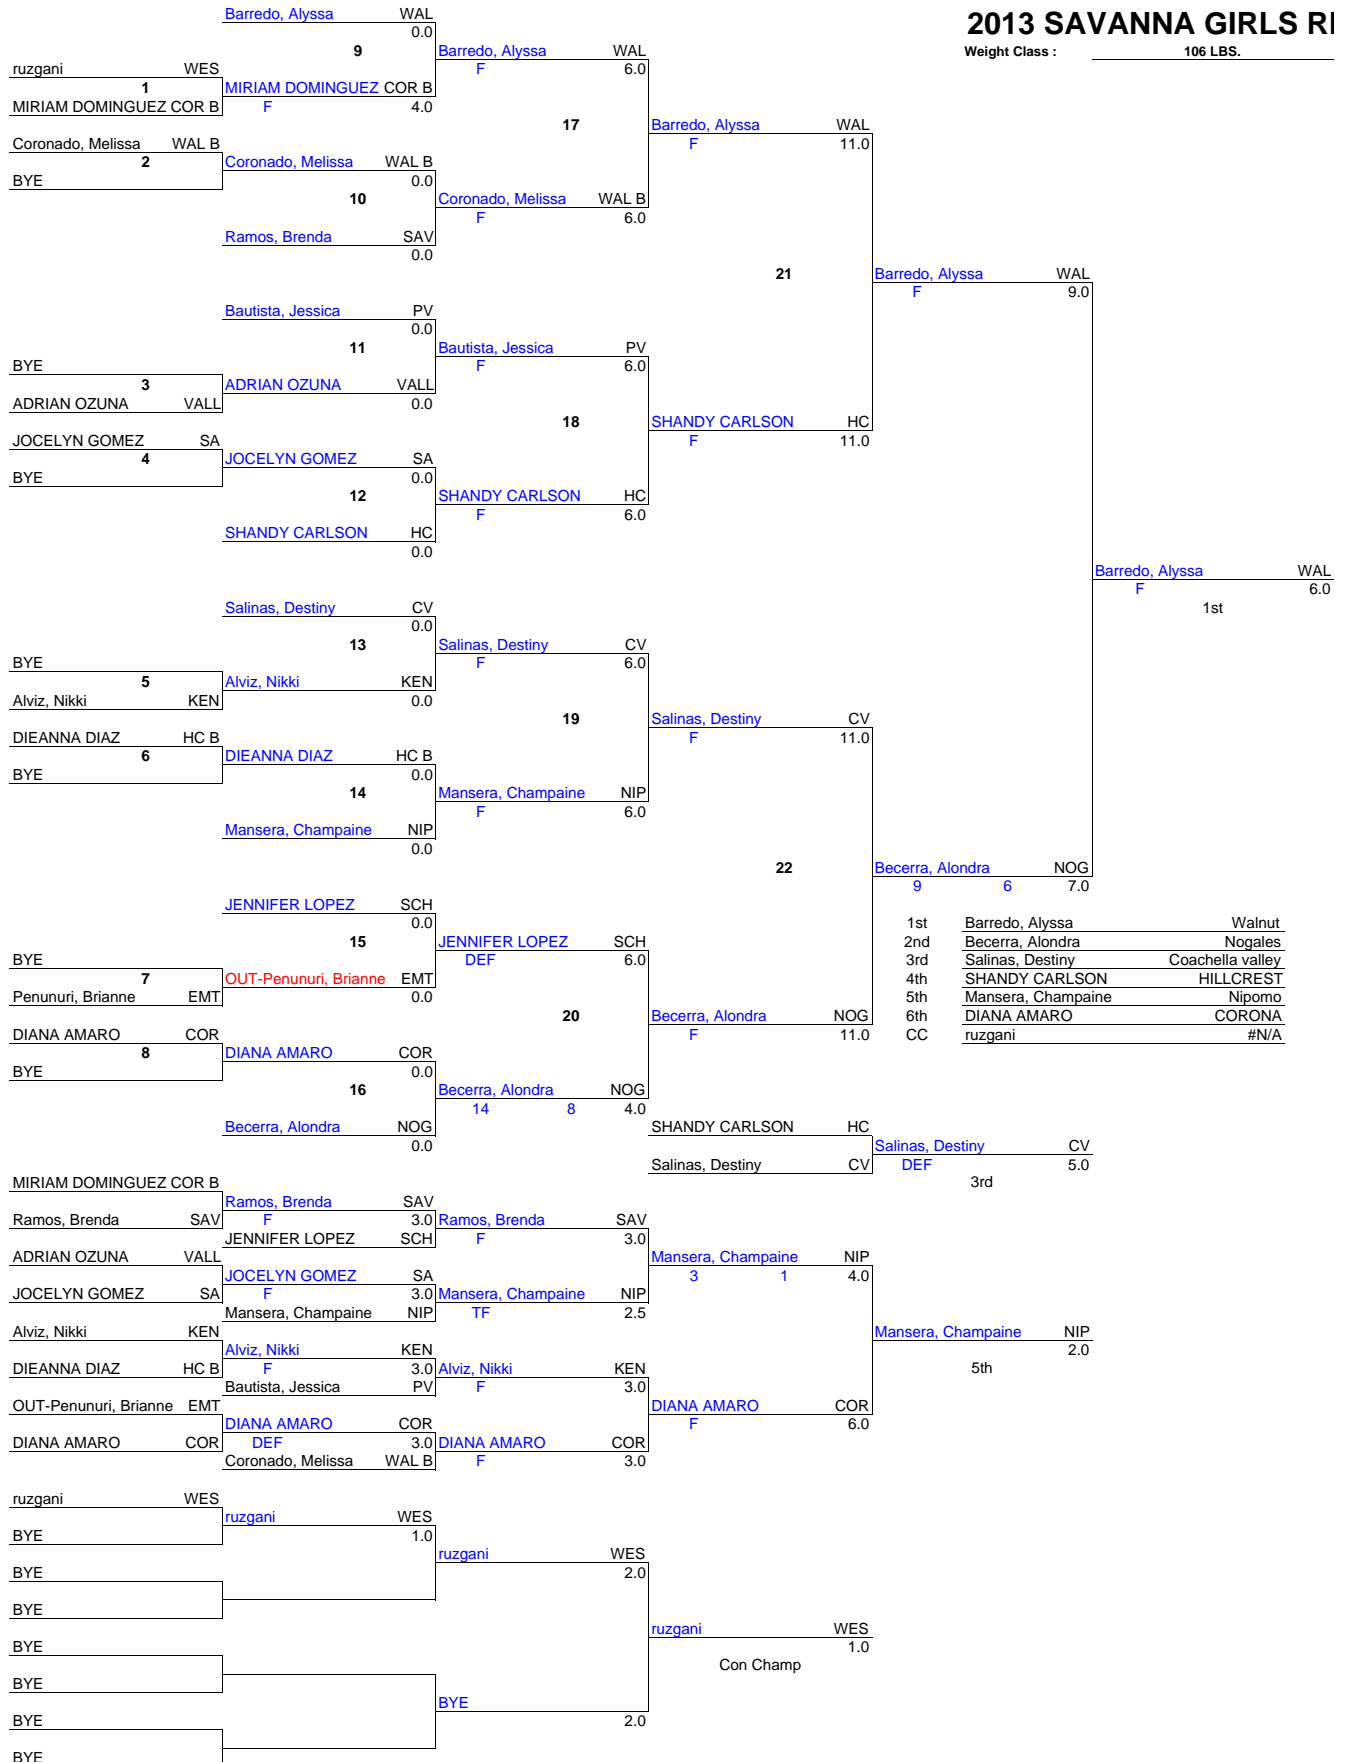 2013 SAVANNA GIRLS RI
Weight Class : 106 LBS.
Barredo, Alyssa WAL
0.0
9 Barredo, Alyssa WAL
ruzgani WES F 6.0
1 MIRIAM DOMINGUEZ COR B
MIRIAM DOMINGUEZ COR B F 4.0
17 Barredo, Alyssa WAL
Coronado, Melissa WAL B F 11.0
2 Coronado, Melissa WAL B
BYE 0.0
10 Coronado, Melissa WAL B
F 6.0
Ramos, Brenda SAV
0.0
21 Barredo, Alyssa WAL
F 9.0
Bautista, Jessica PV
0.0
11 Bautista, Jessica PV
BYE F 6.0
3 ADRIAN OZUNA VALL
ADRIAN OZUNA VALL 0.0
18 SHANDY CARLSON HC
JOCELYN GOMEZ SA F 11.0
4 JOCELYN GOMEZ SA
BYE 0.0
12 SHANDY CARLSON HC
F 6.0
SHANDY CARLSON HC
0.0
Barredo, Alyssa WAL
F 6.0
1st
Salinas, Destiny CV
0.0
13 Salinas, Destiny CV
BYE F 6.0
5 Alviz, Nikki KEN
Alviz, Nikki KEN 0.0
19 Salinas, Destiny CV
DIEANNA DIAZ HC B F 11.0
6 DIEANNA DIAZ HC B
BYE 0.0
14 Mansera, Champaine NIP
F 6.0
Mansera, Champaine NIP
0.0
22 Becerra, Alondra NOG
9 6 7.0
JENNIFER LOPEZ SCH
0.0
1st Barredo, Alyssa Walnut
15 JENNIFER LOPEZ SCH
2nd Becerra, Alondra Nogales
BYE DEF 6.0
3rd Salinas, Destiny Coachella valley
7 OUT-Penunuri, Brianne EMT
4th SHANDY CARLSON HILLCREST
Penunuri, Brianne EMT 0.0
5th Mansera, Champaine Nipomo
20 Becerra, Alondra NOG
6th DIANA AMARO CORONA
DIANA AMARO COR F 11.0
CC ruzgani #N/A
8 DIANA AMARO COR
BYE 0.0
16 Becerra, Alondra NOG
14 8 4.0
Becerra, Alondra NOG
0.0
SHANDY CARLSON HC
Salinas, Destiny CV
Salinas, Destiny CV
DEF 5.0
3rd
MIRIAM DOMINGUEZ COR B
Ramos, Brenda SAV
Ramos, Brenda SAV F 3.0 Ramos, Brenda SAV
JENNIFER LOPEZ SCH F 3.0
ADRIAN OZUNA VALL Mansera, Champaine NIP
JOCELYN GOMEZ SA 3 1 4.0
JOCELYN GOMEZ SA F 3.0 Mansera, Champaine NIP
Mansera, Champaine NIP TF 2.5
Alviz, Nikki KEN Mansera, Champaine NIP
Alviz, Nikki KEN 2.0
DIEANNA DIAZ HC B F 3.0 Alviz, Nikki KEN 5th
Bautista, Jessica PV F 3.0
OUT-Penunuri, Brianne EMT DIANA AMARO COR
DIANA AMARO COR F 6.0
DIANA AMARO COR DEF 3.0 DIANA AMARO COR
Coronado, Melissa WAL B F 3.0
ruzgani WES
ruzgani WES
BYE 1.0
ruzgani WES
BYE 2.0
BYE
ruzgani WES
BYE 1.0
Con Champ
BYE
BYE
BYE 2.0
BYE